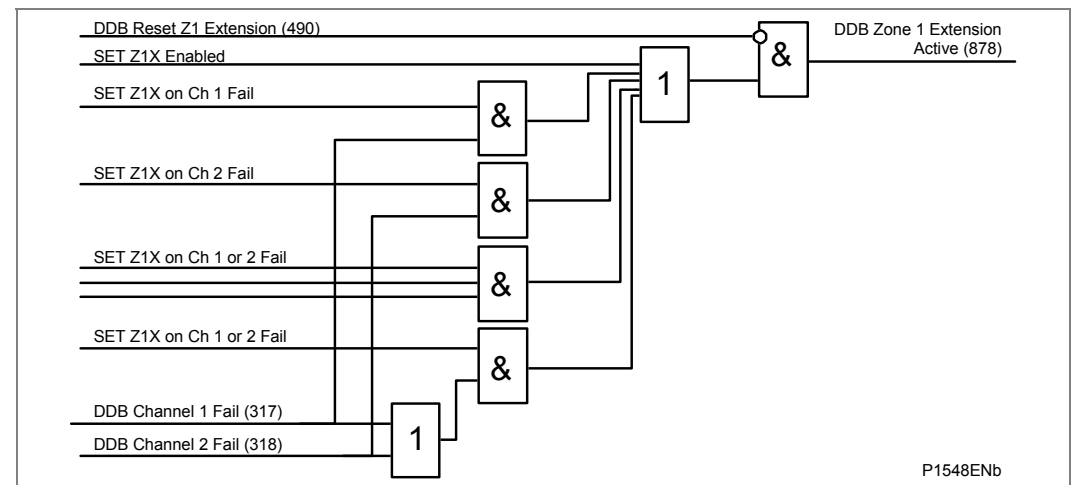 DDB Reset Z1 Extension (490)
DDB Zone 1 Extension
Active (878)
SET Z1X Enabled
&
1
SET Z1X on Ch 1 Fail
&
SET Z1X on Ch 2 Fail
&
SET Z1X on Ch 1 or 2 Fail
&
SET Z1X on Ch 1 or 2 Fail
&
DDB Channel 1 Fail (317)
1
DDB Channel 2 Fail (318)
P1548ENb